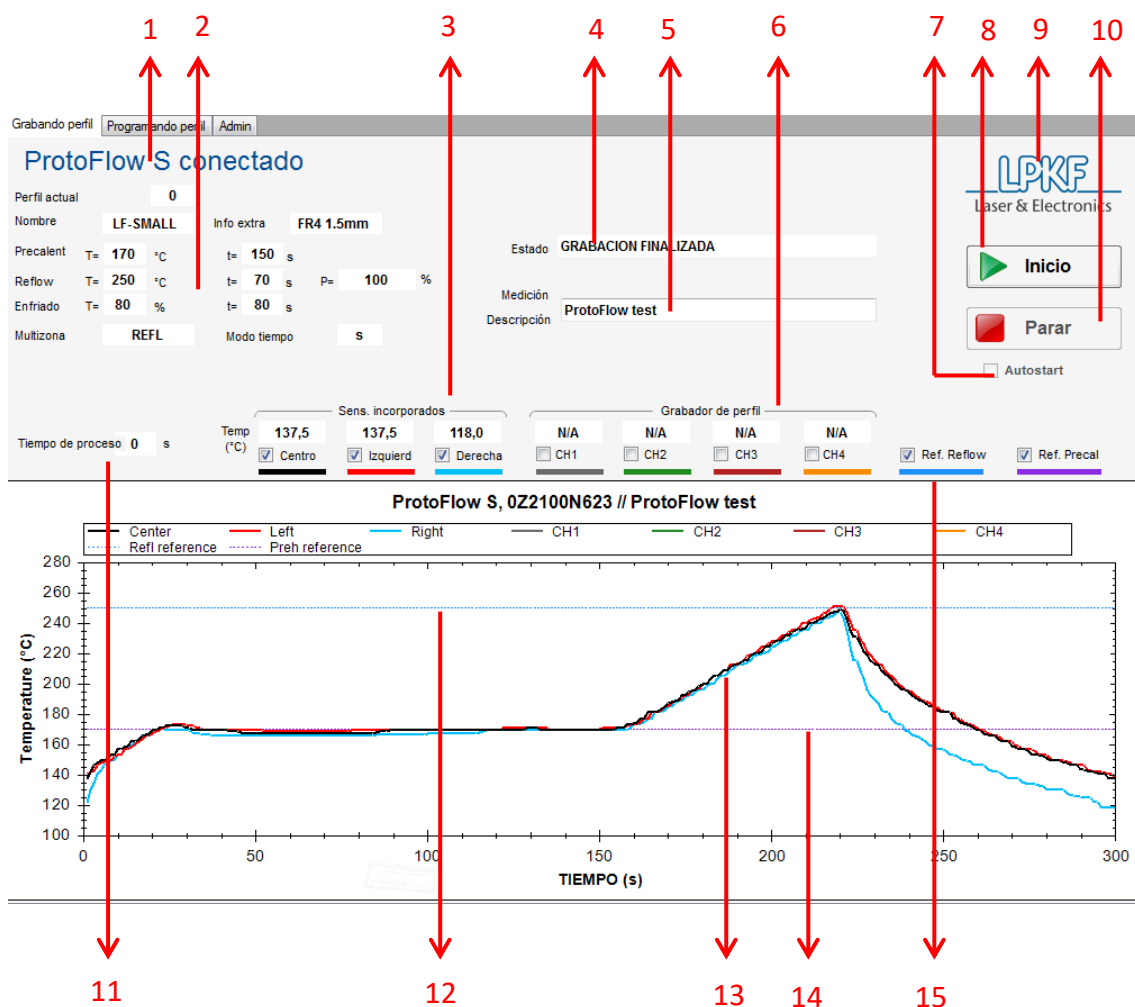 1 2 3 4 5 6 7 8 9 10
Grabando perfil Programando perfil Admin
ProtoFlow S conectado
LPKF
Laser & Electronics
Perfil actual 0
Nombre LF-SMALL Info extra FR4 1.5mm
Precalent T= 170 °C t= 150 s
Estado GRABACION FINALIZADA
Inicio
Reflow T= 250 °C t= 70 s P= 100 %
Enfriado T= 80 % t= 80 s
Medición
Descripción ProtoFlow test
Parar
Multizona REFL Modo tiempo s
Autostart
Sens. incorporados Grabador de perfil
Tiempo de proceso 0 s
Temp
(°C)
137,5 137,5 118,0 N/A N/A N/A N/A
Centro Izquierd Derecha CH1 CH2 CH3 CH4 Ref. Reflow Ref. Precal
ProtoFlow S, 0Z2100N623 // ProtoFlow test
Center Left Right CH1 CH2 CH3 CH4
Refl reference Preh reference
Temperature (°C)
280
260
240
220
200
180
160
140
120
100
0 50 100 150 200 250 300
TIEMPO (s)
11 12 13 14 15